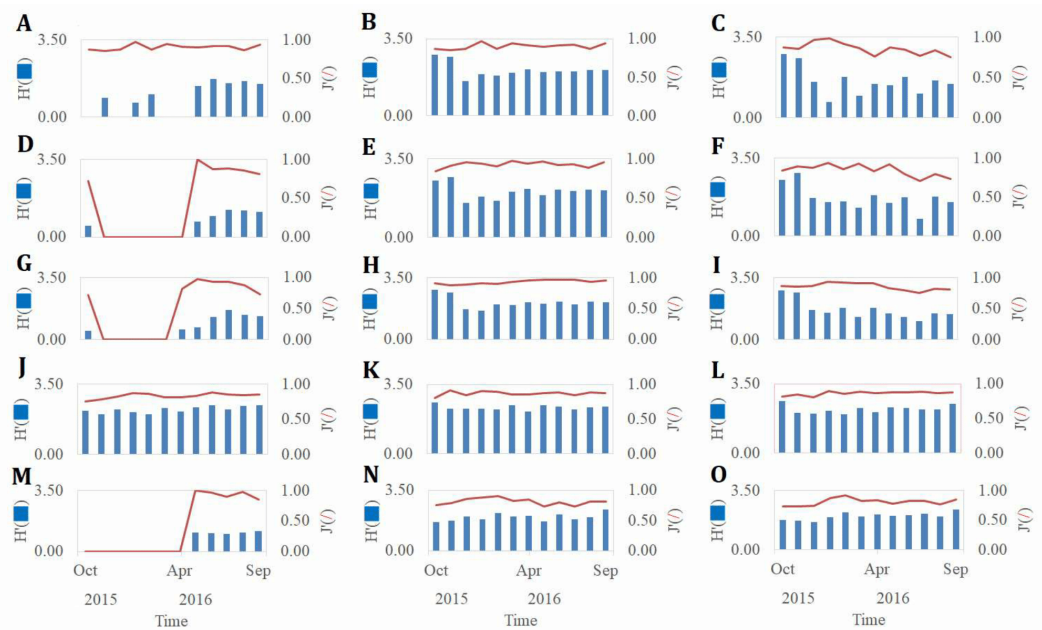 A B C
3.50 1.00 3.50 1.00 3.50 1.00
H'( ) 0.50 J'( ) H'( ) 0.50 J'( ) H'( ) 0.50 J'( )
0.00 0.00 0.00 0.00 0.00 0.00
D E F
3.50 1.00 3.50 1.00 3.50 1.00
H'( ) 0.50 J'( ) H'( ) 0.50 J'( ) H'( ) 0.50 J'( )
0.00 0.00 0.00 0.00 0.00 0.00
G H I
3.50 1.00 3.50 1.00 3.50 1.00
H'( ) 0.50 J'( ) H'( ) 0.50 J'( ) H'( ) 0.50 J'( )
0.00 0.00 0.00 0.00 0.00 0.00
J K L
3.50 1.00 3.50 1.00 3.50 1.00
H'( ) 0.50 J'( ) H'( ) 0.50 J'( ) H'( ) 0.50 J'( )
0.00 0.00 0.00 0.00 0.00 0.00
M N O
3.50 1.00 3.50 1.00 3.50 1.00
H'( ) 0.50 J'( ) H'( ) 0.50 J'( ) H'( ) 0.50 J'( )
0.00 0.00 0.00 0.00 0.00 0.00
Oct Apr Sep Oct Apr Sep Oct Apr Sep
2015 2016 2015 2016 2015 2016
Time Time Time